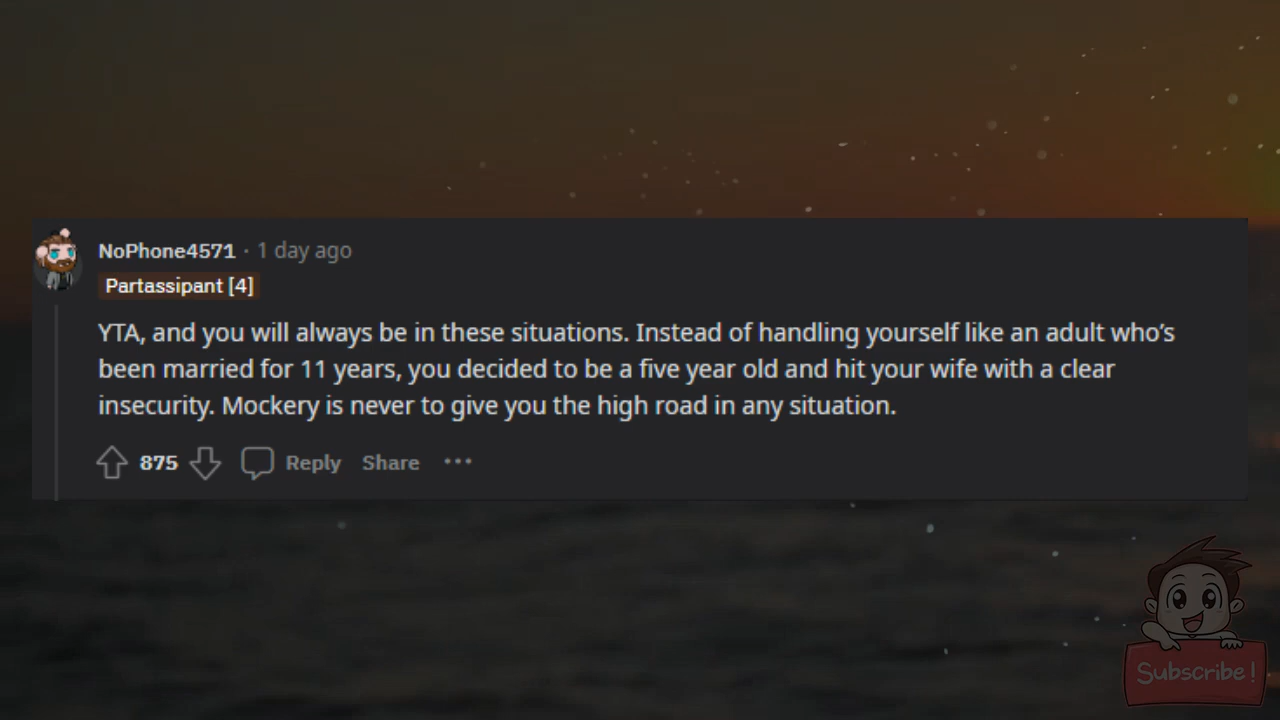 NoPhone4571 · 1 day ago
Partassipant [4]
YTA, and you will always be in these situations. Instead of handling yourself like an adult who’s
been married for 11 years, you decided to be a five year old and hit your wife with a clear
insecurity. Mockery is never to give you the high road in any situation.
875 Reply Share
Subscribe!